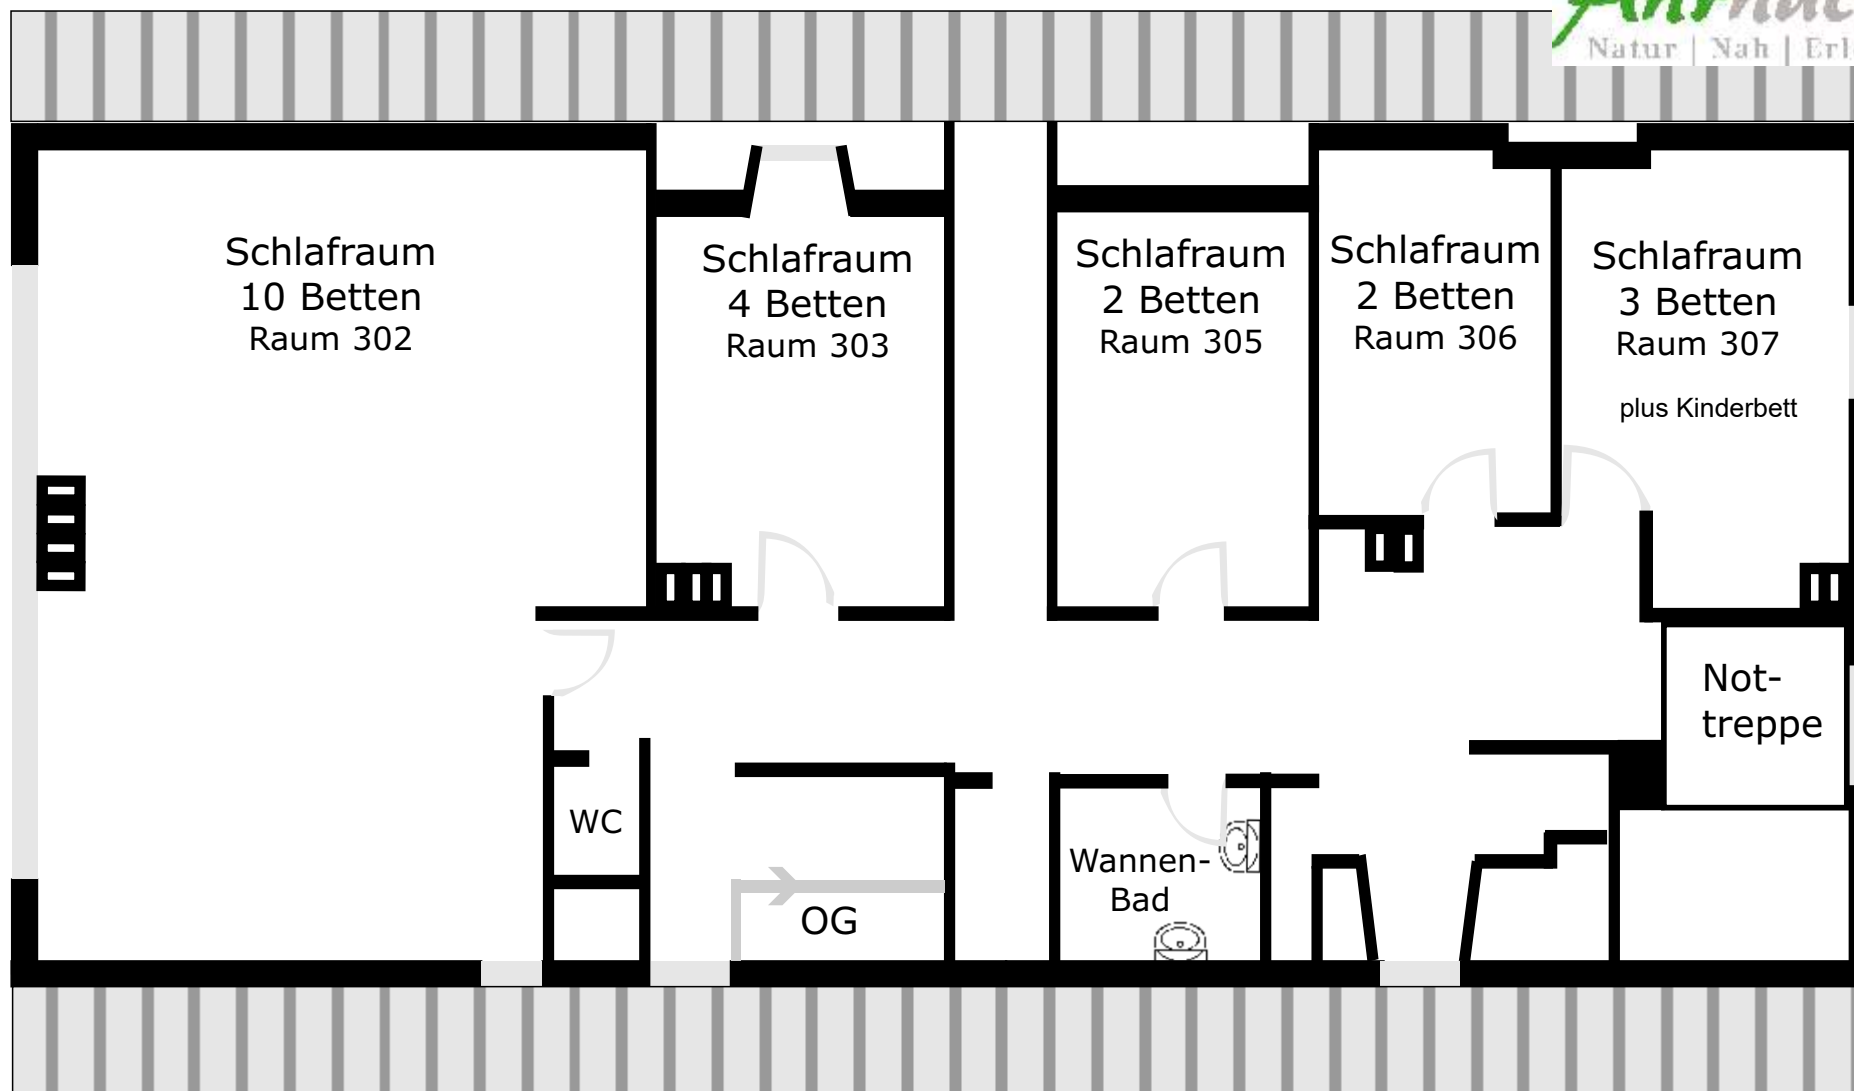 Natur | Nah | Erl
Schlafraum
10 Betten
Raum 302
Schlafraum
4 Betten
Raum 303
Schlafraum
2 Betten
Raum 305
Schlafraum
2 Betten
Raum 306
Schlafraum
3 Betten
Raum 307
plus Kinderbett
Not-
treppe
WC
OG
Wannen-
Bad